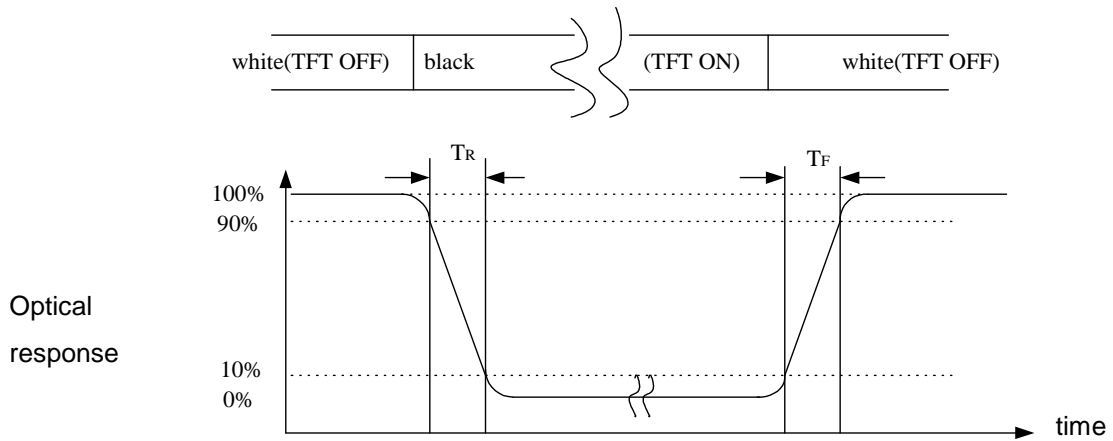 white(TFT OFF) black (TFT ON) white(TFT OFF)
TR TF
100%
90%
Optical
response
10%
0%
time